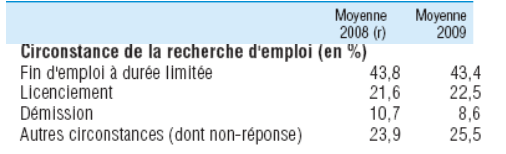 Moyenne Moyenne
2008 (r) 2009
Circonstance de la recherche d'emploi (en %)
Fin d'emploi à durée limitée 43,8 43,4
Licenciement 21,6 22,5
Démission 10,7 8,6
Autres circonstances (dont non-réponse) 23,9 25,5